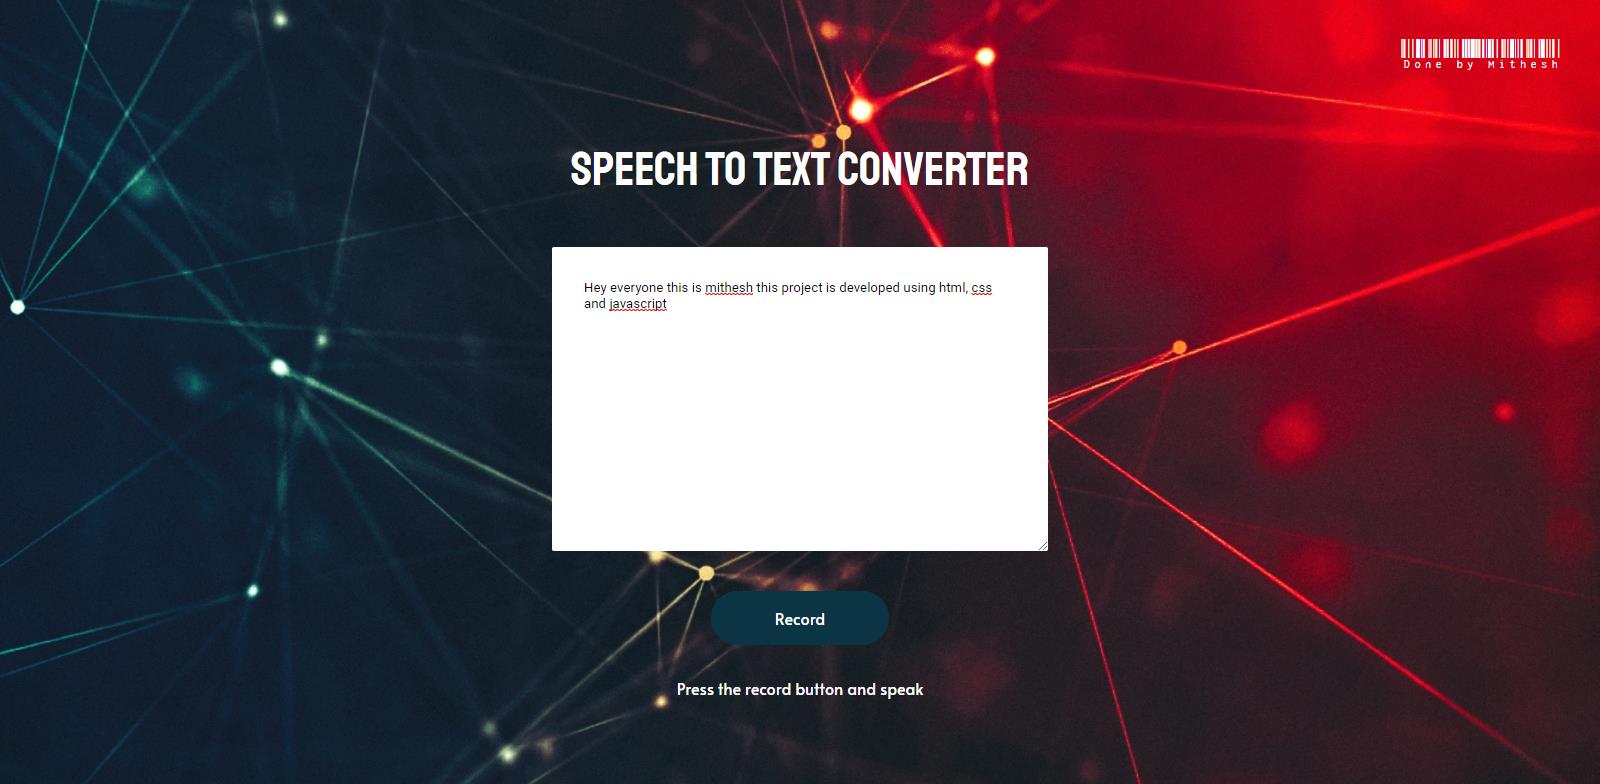 Done by Mithesh
SPEECH TO TEXT CONVERTER
Hey everyone this is mithesh this project is developed using html, css
and javascript
Record
Press the record button and speak